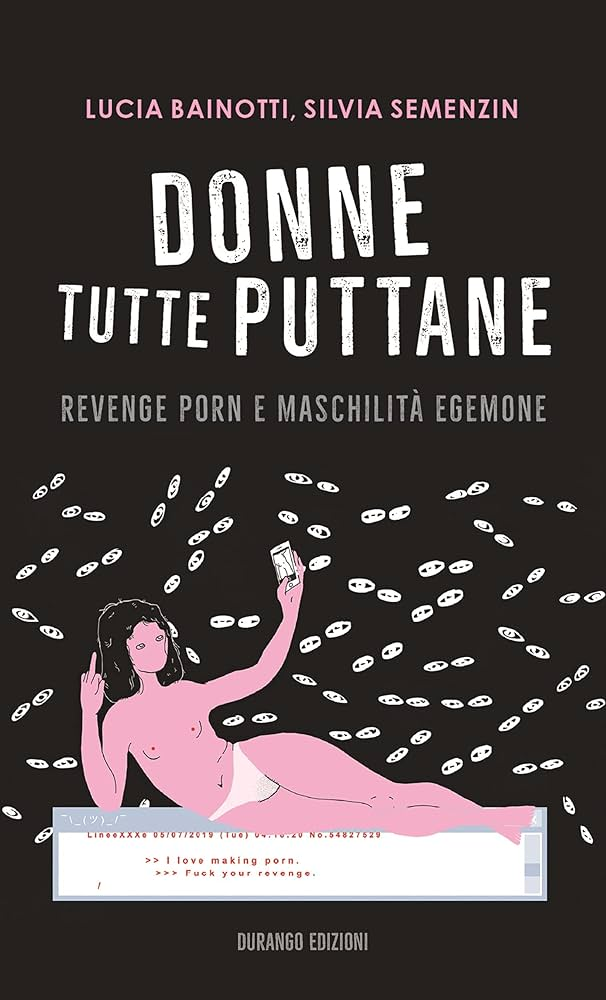 LUCIA BAINOTTI, SILVIA SEMENZIN
DONNE
TUTTE PUTTANE
REVENGE PORN E MASCHILITÀ EGEMONE
¯\_(ツ)_/¯
LineeXXXe 05/07/2019 (Tue) 04:16:20 No.54827529
>> I love making porn.
>>> Fuck your revenge.
/
DURANGO EDIZIONI